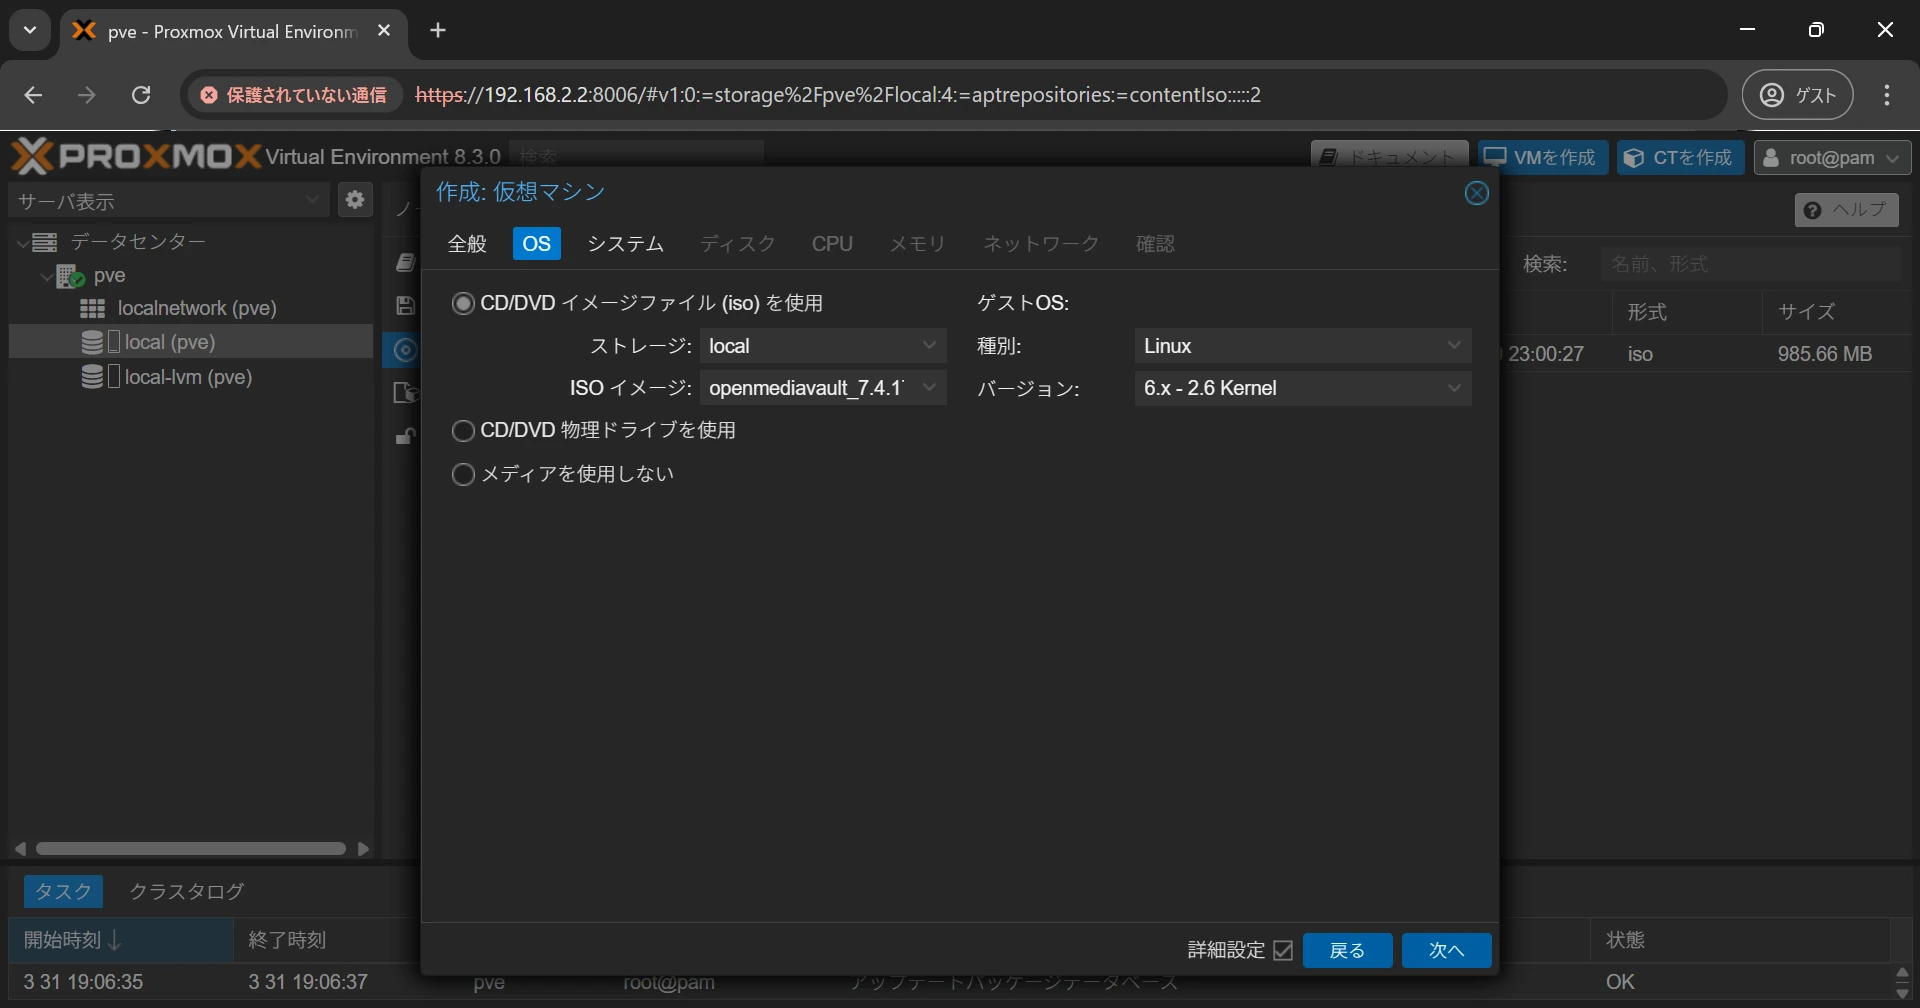 pve - Proxmox Virtual Environm
保護されていない通信 https://192.168.2.2:8006/#v1:0:=storage%2Fpve%2Flocal:4:=aptrepositories:=contentIso:::::2 ゲスト
PROXMOX Virtual Environment 8.3.0 検索 ドキュメント VMを作成 CTを作成 root@pam
サーバ表示
ノー
ヘルプ
データセンター
pve
localnetwork (pve)
local (pve)
local-lvm (pve)
作成: 仮想マシン
全般 OS システム ディスク CPU メモリ ネットワーク 確認
CD/DVD イメージファイル (iso) を使用
ストレージ: local
ISO イメージ: openmediavault_7.4.1
CD/DVD 物理ドライブを使用
メディアを使用しない
ゲストOS:
種別: Linux
バージョン: 6.x - 2.6 Kernel
詳細設定 戻る 次へ
検索: 名前、形式
形式 サイズ
23:00:27 iso 985.66 MB
タスク クラスタログ
開始時刻 終了時刻 状態
3 31 19:06:35 3 31 19:06:37 pve root@pam アップデートパッケージデータベース OK